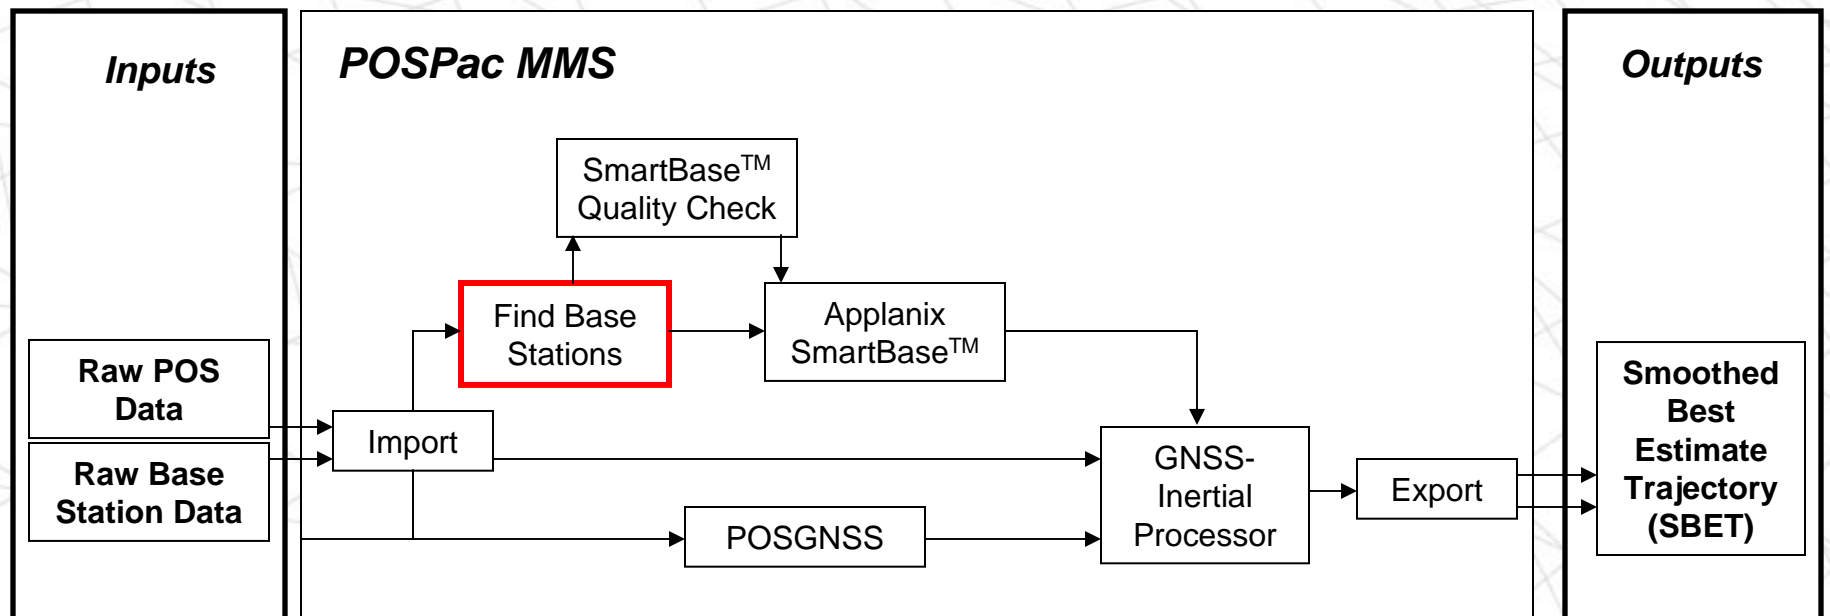 Inputs
POSPac MMS
Outputs
SmartBase™
Quality Check
Find Base
Stations
Applanix
SmartBase™
Raw POS
Data
Raw Base
Station Data
Import
POSGNSS
GNSS-
Inertial
Processor
Export
Smoothed
Best
Estimate
Trajectory
(SBET)